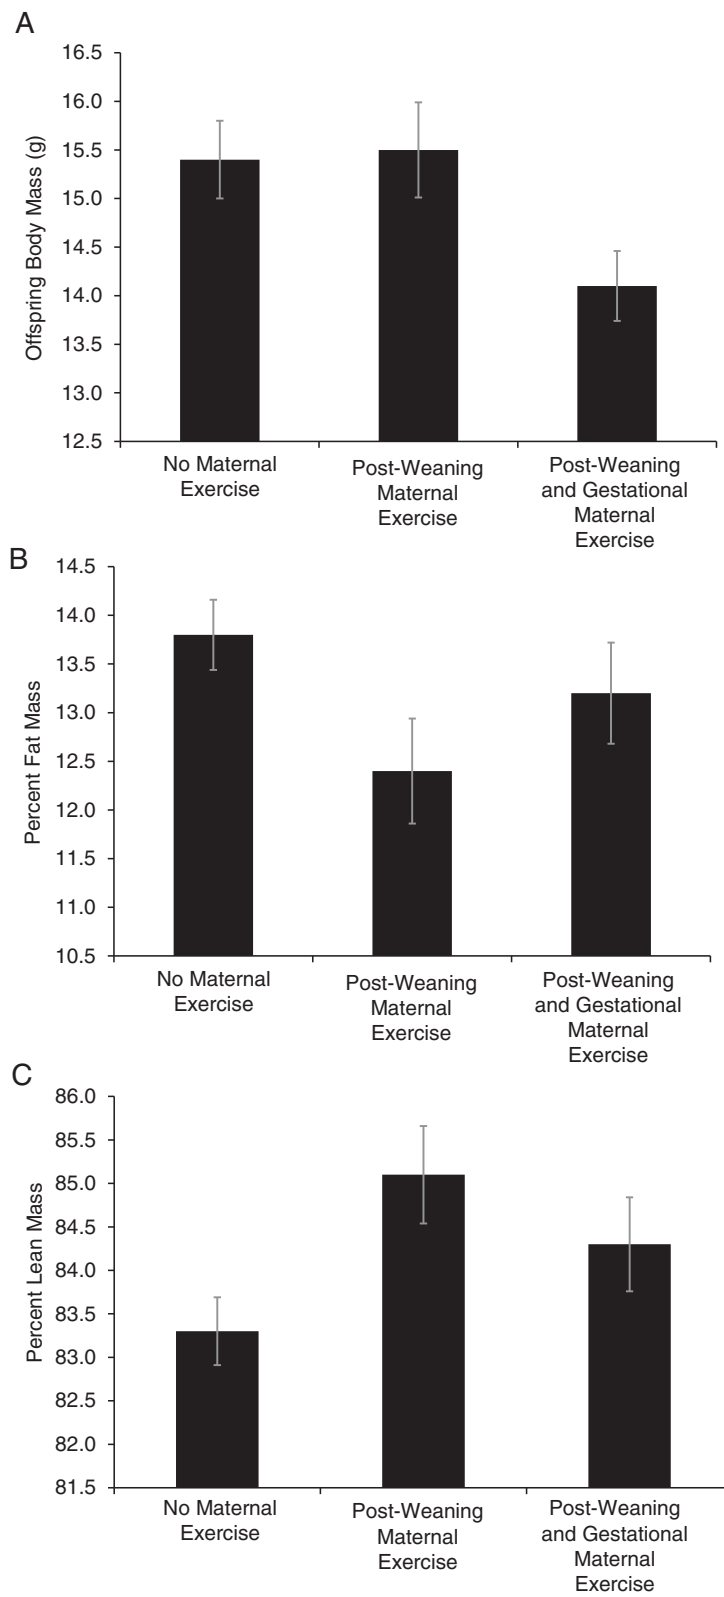 A
Offspring Body Mass (g)
16.5
16.0
15.5
15.0
14.5
14.0
13.5
13.0
12.5
No Maternal
Exercise
Post-Weaning
Maternal
Exercise
Post-Weaning
and Gestational
Maternal
Exercise
B
Percent Fat Mass
14.5
14.0
13.5
13.0
12.5
12.0
11.5
11.0
10.5
No Maternal
Exercise
Post-Weaning
Maternal
Exercise
Post-Weaning
and Gestational
Maternal
Exercise
C
Percent Lean Mass
86.0
85.5
85.0
84.5
84.0
83.5
83.0
82.5
82.0
81.5
No Maternal
Exercise
Post-Weaning
Maternal
Exercise
Post-Weaning
and Gestational
Maternal
Exercise